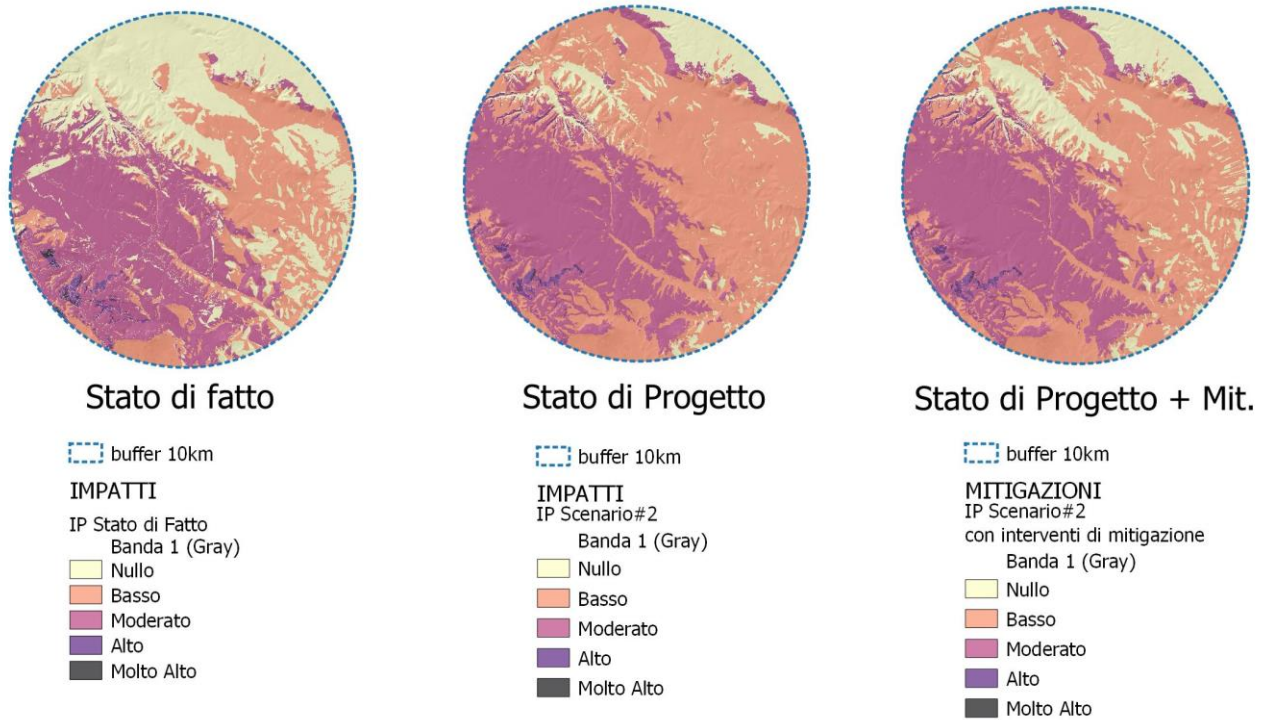 Stato di fatto
buffer 10km
IMPATTI
IP Stato di Fatto
Banda 1 (Gray)
Nullo
Basso
Moderato
Alto
Molto Alto
Stato di Progetto
buffer 10km
IMPATTI
IP Scenario#2
Banda 1 (Gray)
Nullo
Basso
Moderato
Alto
Molto Alto
Stato di Progetto + Mit.
buffer 10km
MITIGAZIONI
IP Scenario#2
con interventi di mitigazione
Banda 1 (Gray)
Nullo
Basso
Moderato
Alto
Molto Alto